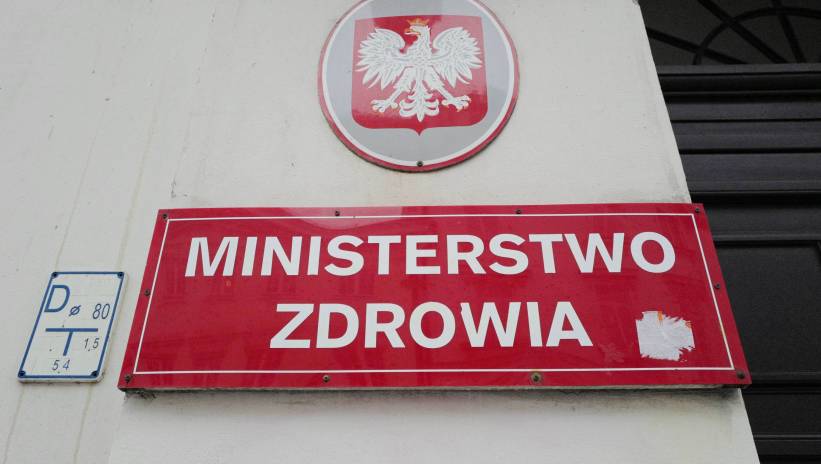 MINISTERSTWO
ZDROWIA
D ø 80
1,5
5 4